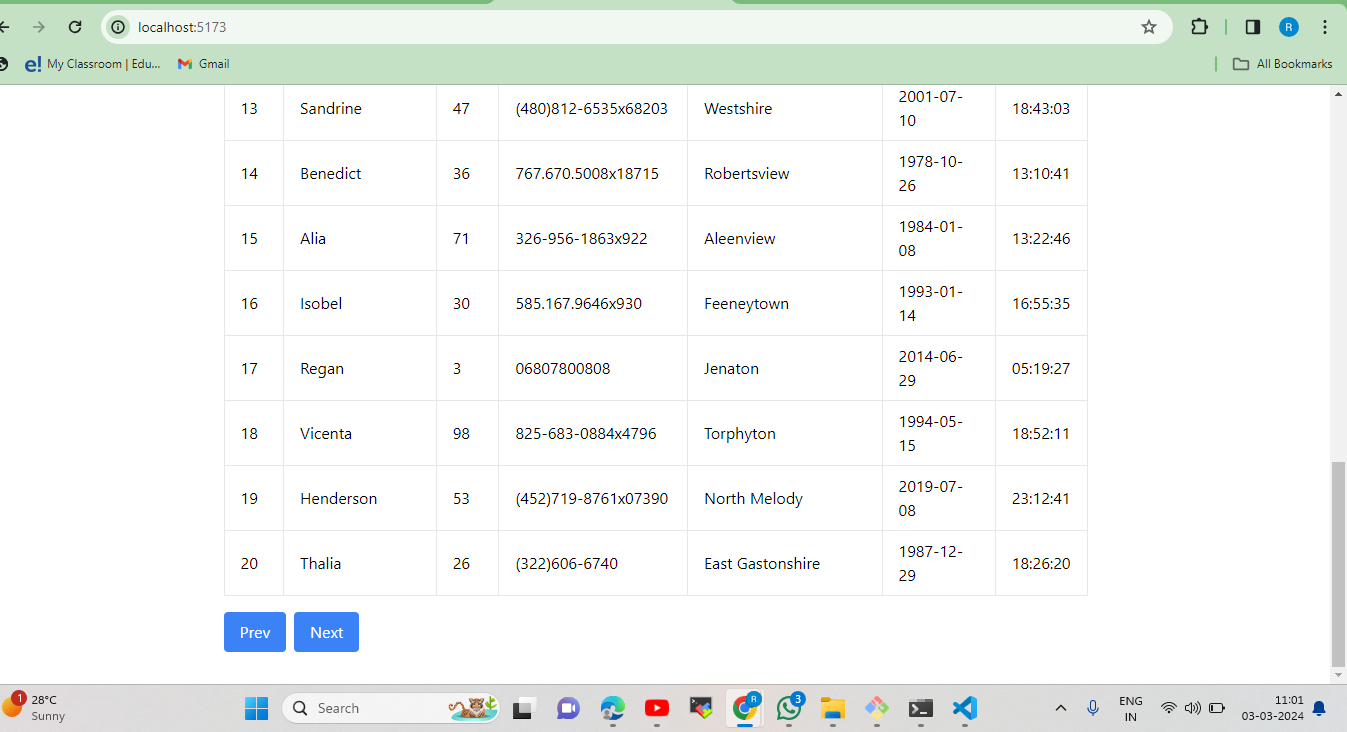 localhost:5173
R
e! My Classroom | Edu...
Gmail
All Bookmarks
13 Sandrine 47 (480)812-6535x68203 Westshire 2001-07-10 18:43:03
14 Benedict 36 767.670.5008x18715 Robertsview 1978-10-26 13:10:41
15 Alia 71 326-956-1863x922 Aleenview 1984-01-08 13:22:46
16 Isobel 30 585.167.9646x930 Feeneytown 1993-01-14 16:55:35
17 Regan 3 06807800808 Jenaton 2014-06-29 05:19:27
18 Vicenta 98 825-683-0884x4796 Torphyton 1994-05-15 18:52:11
19 Henderson 53 (452)719-8761x07390 North Melody 2019-07-08 23:12:41
20 Thalia 26 (322)606-6740 East Gastonshire 1987-12-29 18:26:20
Prev Next
1
28°C
Sunny
Search
R
3
ENG
IN
11:01
03-03-2024